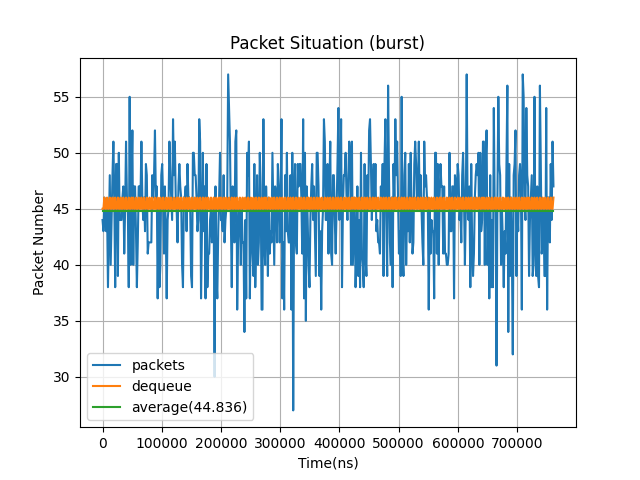 Packet Situation (burst)
Packet Number
55
50
45
40
35
30
packets
dequeue
average(44.836)
0
100000
200000
300000
400000
500000
600000
700000
Time(ns)